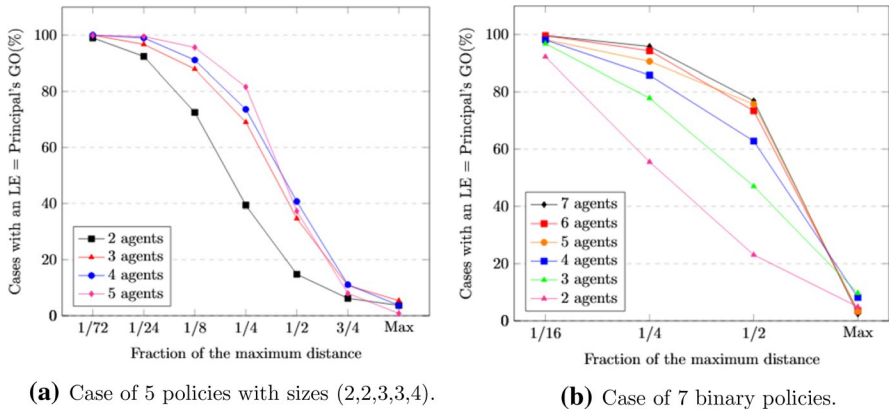 Cases with an LE = Principal's GO(%)
100
80
60
40
20
0
2 agents
3 agents
4 agents
5 agents
1/72 1/24 1/8 1/4 1/2 3/4 Max
Fraction of the maximum distance
(a) Case of 5 policies with sizes (2,2,3,3,4).
Cases with an LE = Principal's GO(%)
100
80
60
40
20
0
7 agents
6 agents
5 agents
4 agents
3 agents
2 agents
1/16 1/4 1/2 Max
Fraction of the maximum distance
(b) Case of 7 binary policies.